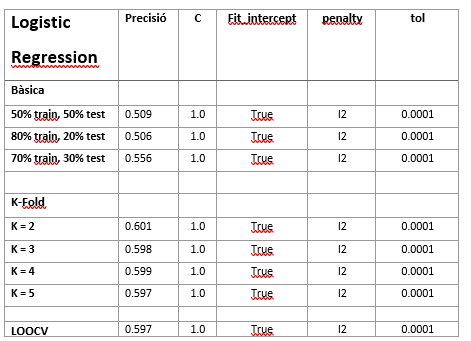 Logistic Regression Precisió C Fit_intercept penalty tol
Bàsica
50% train, 50% test 0.509 1.0 True l2 0.0001
80% train, 20% test 0.506 1.0 True l2 0.0001
70% train, 30% test 0.556 1.0 True l2 0.0001
K-Fold
K = 2 0.601 1.0 True l2 0.0001
K = 3 0.598 1.0 True l2 0.0001
K = 4 0.599 1.0 True l2 0.0001
K = 5 0.597 1.0 True l2 0.0001
LOOCV 0.597 1.0 True l2 0.0001